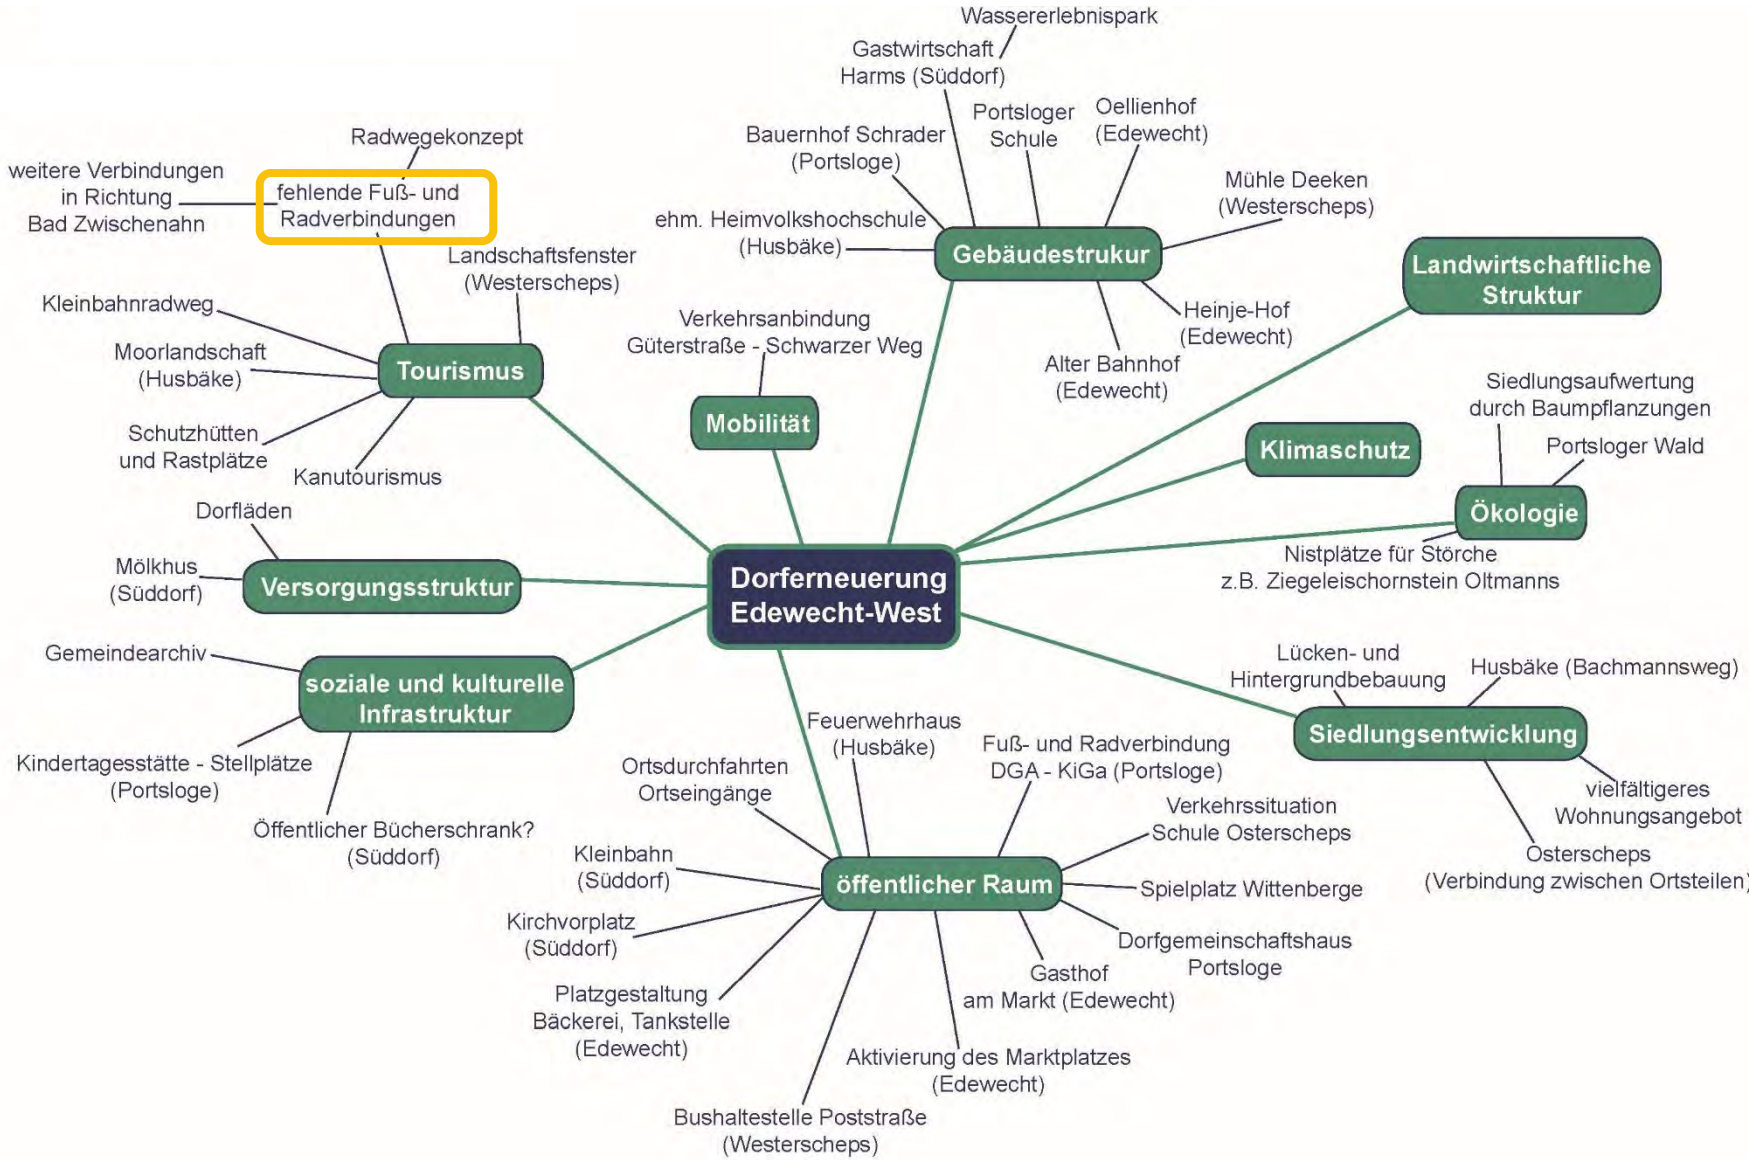 Wassererlebnispark
Gastwirtschaft
Harms (Süddorf)
Portsloger
Schule
Oellienhof
(Edewecht)
Bauernhof Schrader
(Portsloge)
Mühle Deeken
(Westerscheps)
ehm. Heimvolkshochschule
(Husbäke)
Gebäudestrukur
Heinje-Hof
(Edewecht)
Alter Bahnhof
(Edewecht)
Radwegekonzept
weitere Verbindungen
in Richtung
Bad Zwischenahn
fehlende Fuß- und
Radverbindungen
Landschaftsfenster
(Westerscheps)
Kleinbahnradweg
Moorlandschaft
(Husbäke)
Tourismus
Schutzhütten
und Rastplätze
Kanutourismus
Verkehrsanbindung
Güterstraße - Schwarzer Weg
Mobilität
Landwirtschaftliche
Struktur
Klimaschutz
Siedlungsaufwertung
durch Baumpflanzungen
Portsloger Wald
Ökologie
Nistplätze für Störche
z.B. Ziegeleischornstein Oltmanns
Dorfläden
Mölkhus
(Süddorf)
Versorgungsstruktur
Dorferneuerung
Edewecht-West
Gemeindearchiv
soziale und kulturelle
Infrastruktur
Kindertagesstätte - Stellplätze
(Portsloge)
Öffentlicher Bücherschrank?
(Süddorf)
Lücken- und
Hintergrundbebauung
Husbäke (Bachmannsweg)
Siedlungsentwicklung
vielfältigeres
Wohnungsangebot
Osterscheps
(Verbindung zwischen Ortsteilen)
Feuerwehrhaus
(Husbäke)
Fuß- und Radverbindung
DGA - KiGa (Portsloge)
Ortsdurchfahrten
Ortseingänge
Verkehrssituation
Schule Osterscheps
Kleinbahn
(Süddorf)
öffentlicher Raum
Spielplatz Wittenberge
Kirchvorplatz
(Süddorf)
Dorfgemeinschaftshaus
Portsloge
Gasthof
am Markt (Edewecht)
Platzgestaltung
Bäckerei, Tankstelle
(Edewecht)
Aktivierung des Marktplatzes
(Edewecht)
Bushaltestelle Poststraße
(Westerscheps)